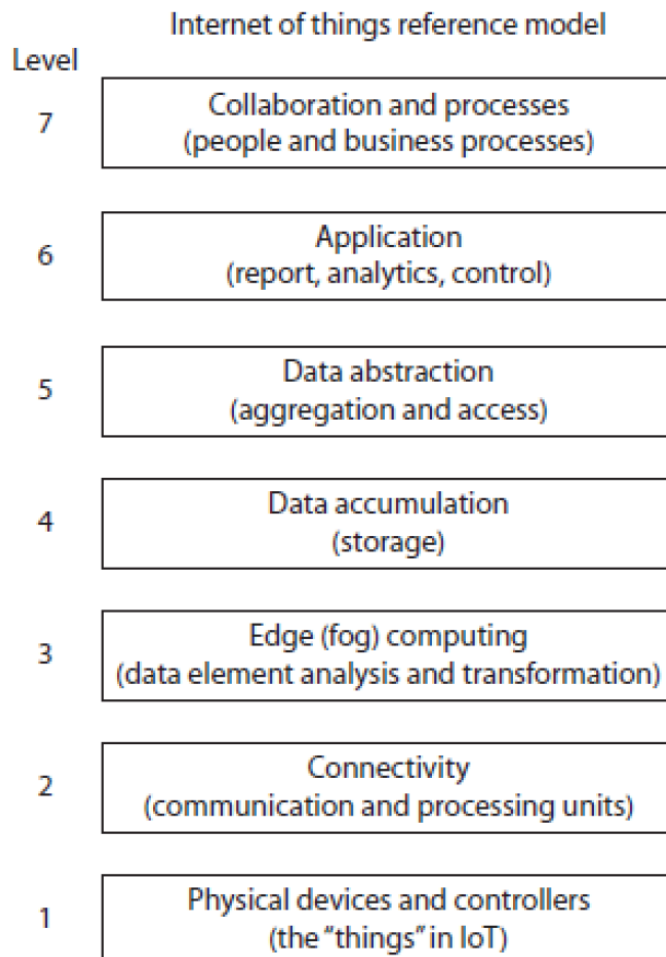 Internet of things reference model
Level
7
Collaboration and processes
(people and business processes)
6
Application
(report, analytics, control)
5
Data abstraction
(aggregation and access)
4
Data accumulation
(storage)
3
Edge (fog) computing
(data element analysis and transformation)
2
Connectivity
(communication and processing units)
1
Physical devices and controllers
(the “things” in IoT)